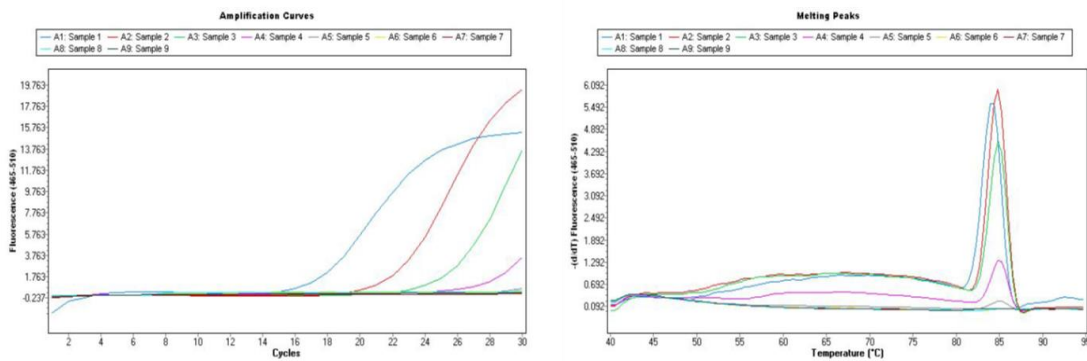 Amplification Curves
A1: Sample 1 A2: Sample 2 A3: Sample 3 A4: Sample 4 A5: Sample 5 A6: Sample 6 A7: Sample 7
A8: Sample 8 A9: Sample 9
19.763
17.763
15.763
13.763
11.763
9.763
7.763
5.763
3.763
1.763
-0.237
Fluorescence (465-510)
2 4 6 8 10 12 14 16 18 20 22 24 26 28 30
Cycles
Melting Peaks
A1: Sample 1 A2: Sample 2 A3: Sample 3 A4: Sample 4 A5: Sample 5 A6: Sample 6 A7: Sample 7
A8: Sample 8 A9: Sample 9
6.092
5.492
4.892
4.292
3.692
3.092
2.492
1.892
1.292
0.692
0.092
-(d/dT) Fluorescence (465-510)
40 45 50 55 60 65 70 75 80 85 90
Temperature (°C)